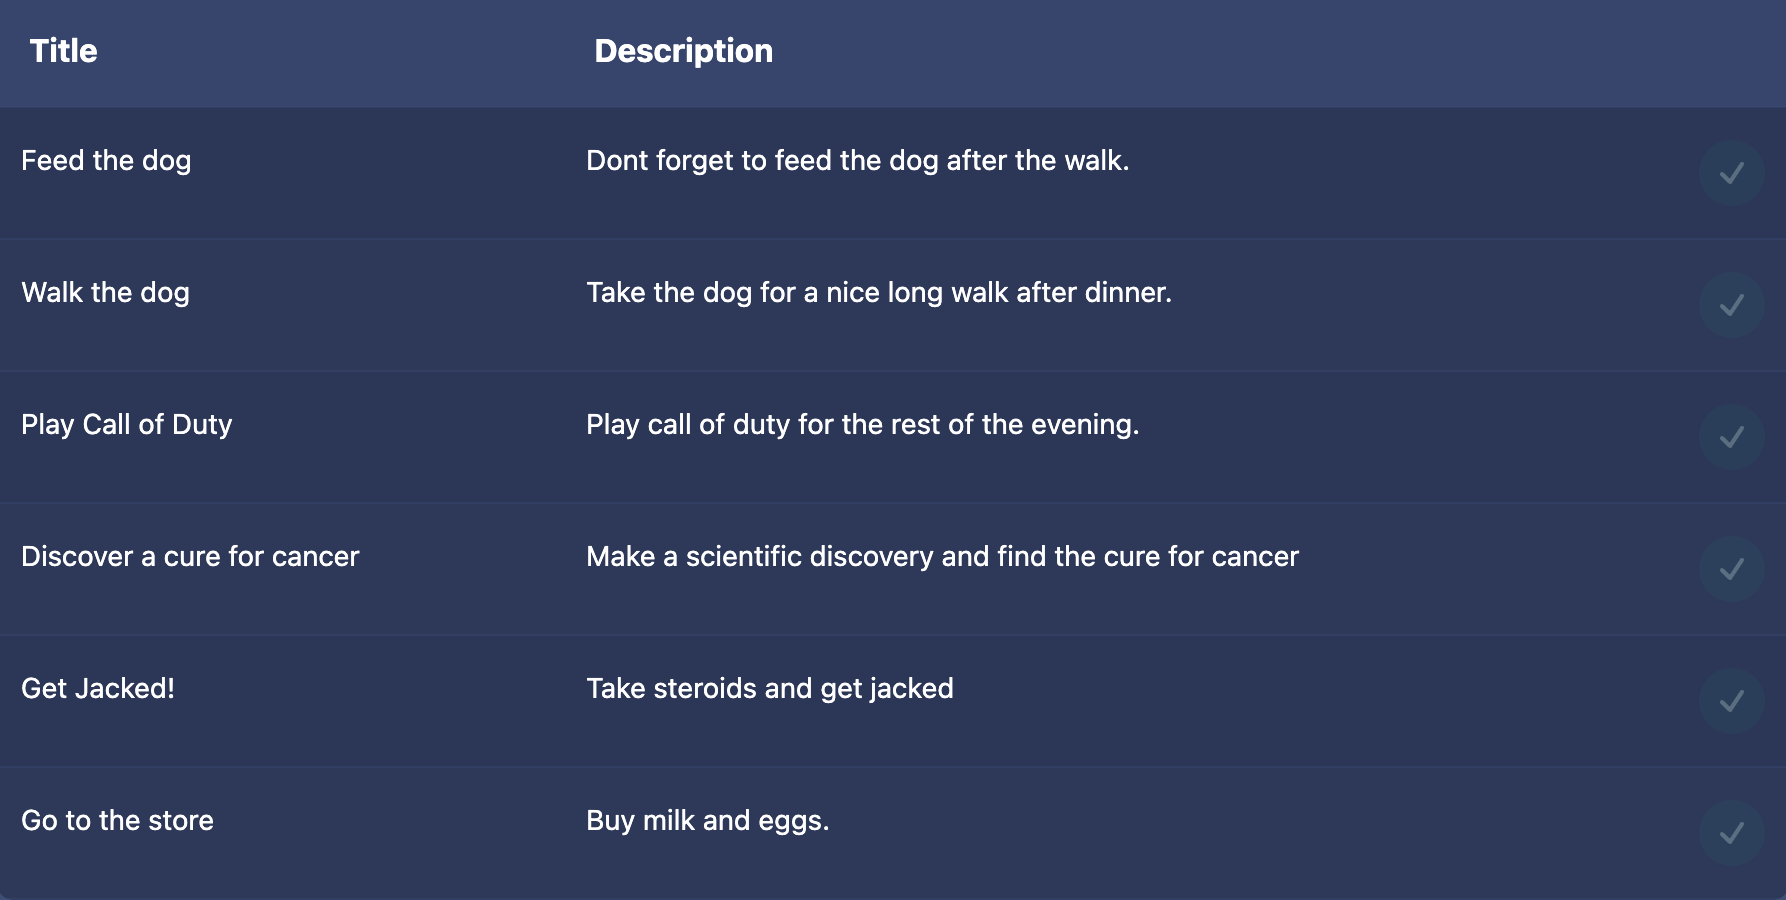 Title Description
Feed the dog Dont forget to feed the dog after the walk.
Walk the dog Take the dog for a nice long walk after dinner.
Play Call of Duty Play call of duty for the rest of the evening.
Discover a cure for cancer Make a scientific discovery and find the cure for cancer
Get Jacked! Take steroids and get jacked
Go to the store Buy milk and eggs.